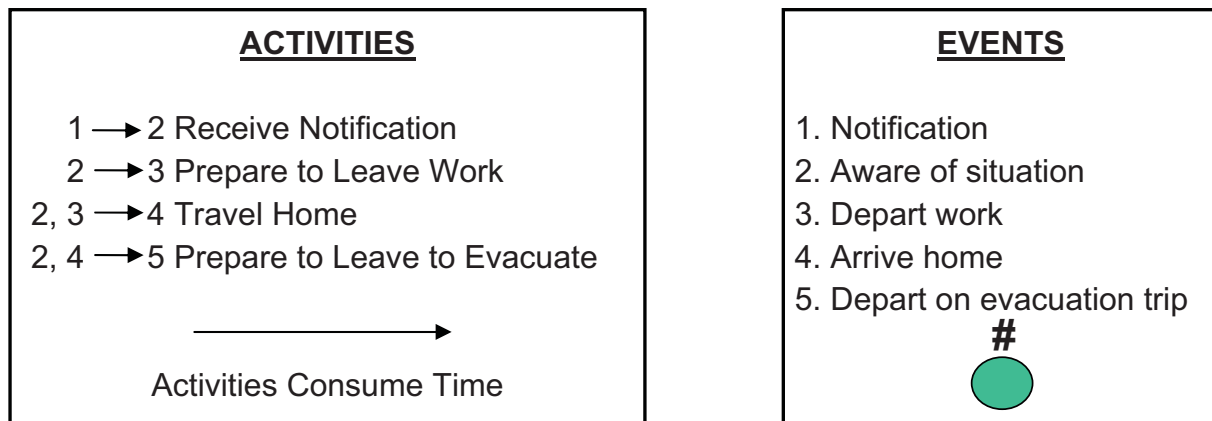 ACTIVITIES
1 → 2 Receive Notification
2 → 3 Prepare to Leave Work
2, 3 → 4 Travel Home
2, 4 → 5 Prepare to Leave to Evacuate
Activities Consume Time
EVENTS
1. Notification
2. Aware of situation
3. Depart work
4. Arrive home
5. Depart on evacuation trip
#